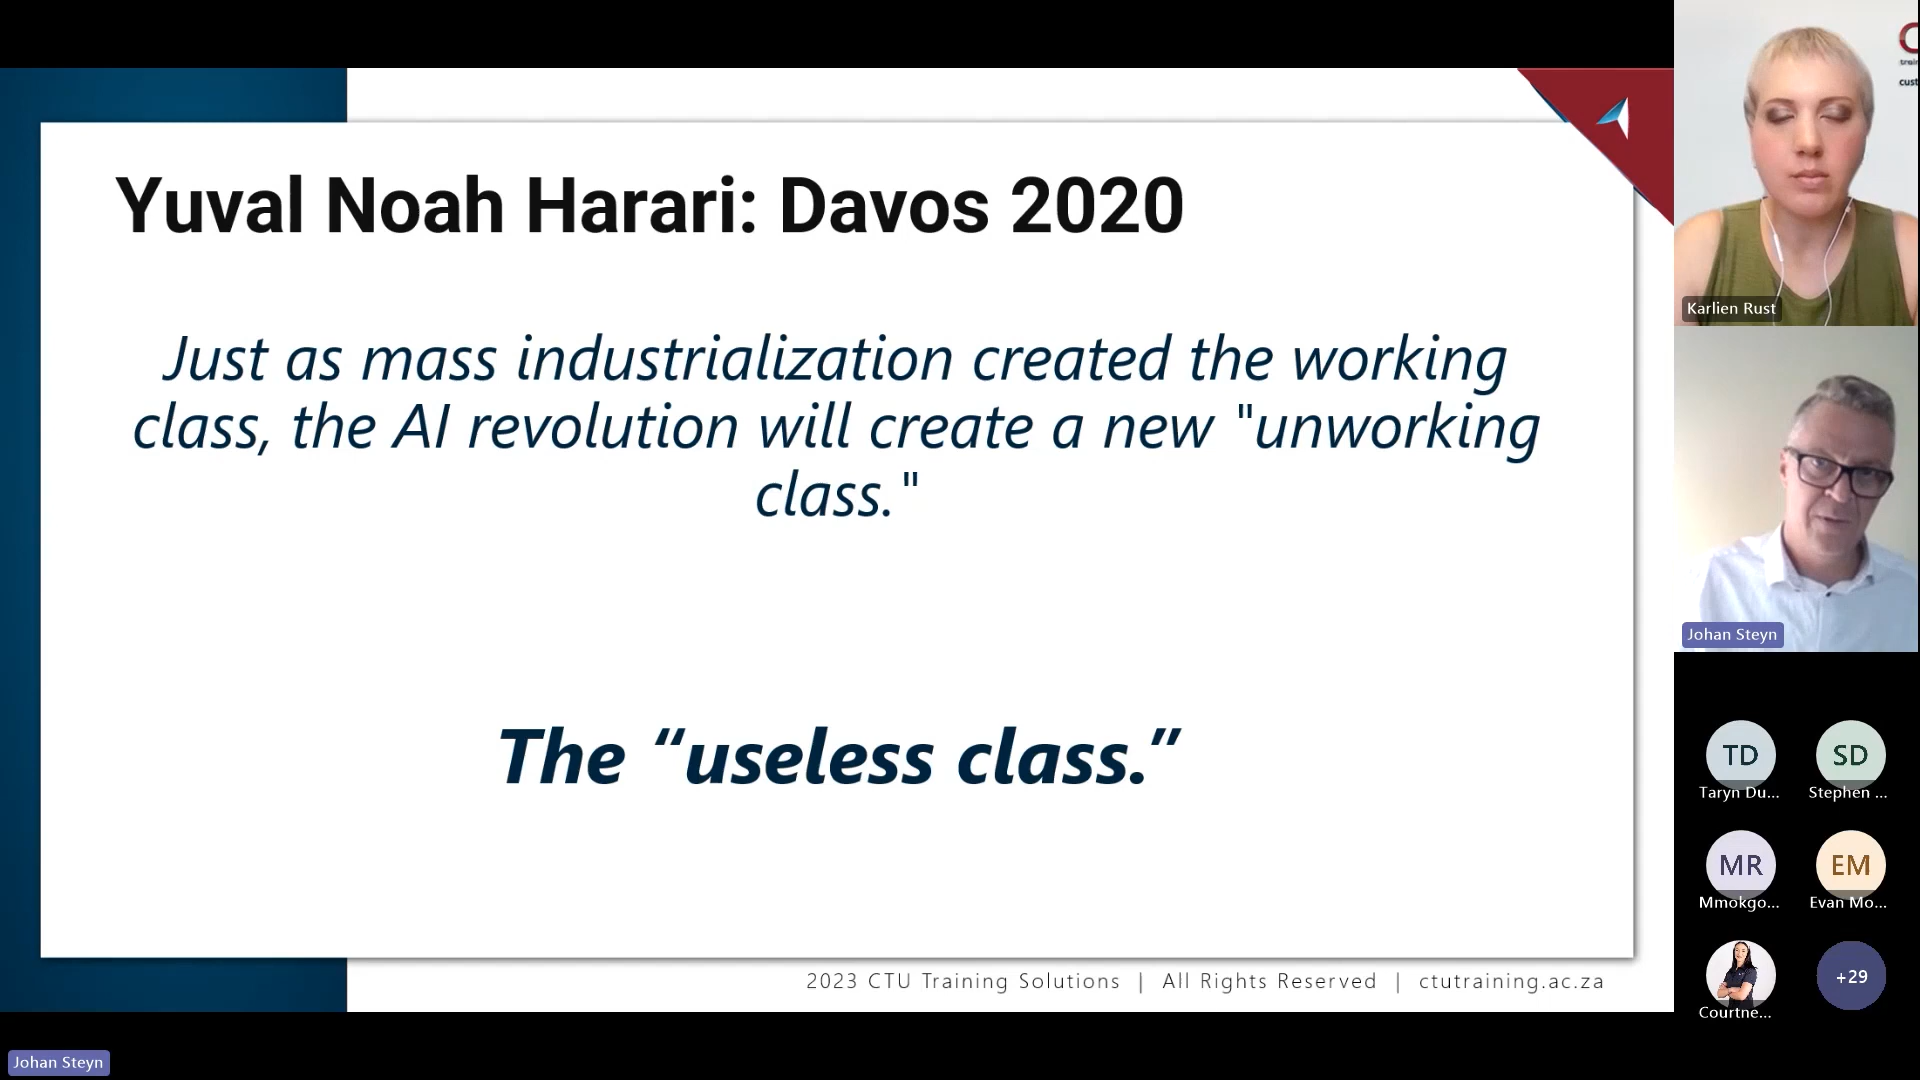 Yuval Noah Harari: Davos 2020
Just as mass industrialization created the working
class, the AI revolution will create a new "unworking
class."
The “useless class.”
2023 CTU Training Solutions | All Rights Reserved | ctutraining.ac.za
Johan Steyn
cust
Karlien Rust
Johan Steyn
TD
Taryn Du...
SD
Stephen ...
MR
Mmokgo...
EM
Evan Mo...
Courtne...
+29